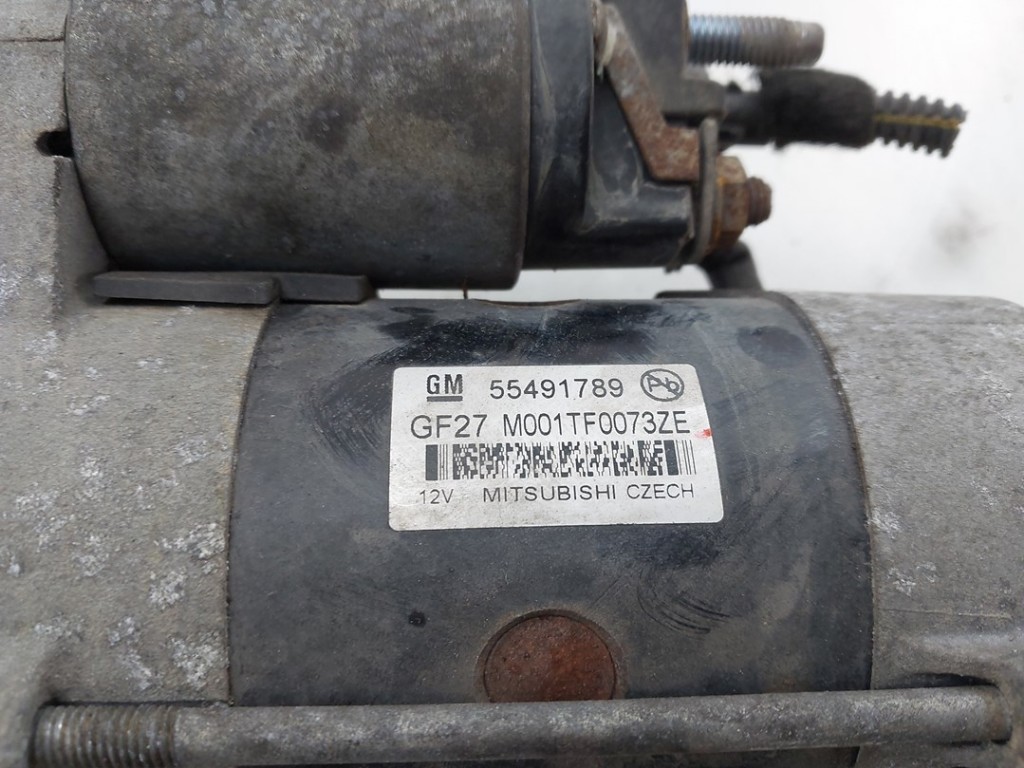 GM 55491789 Pb
GF27 M001TF0073ZE
12V MITSUBISHI CZECH